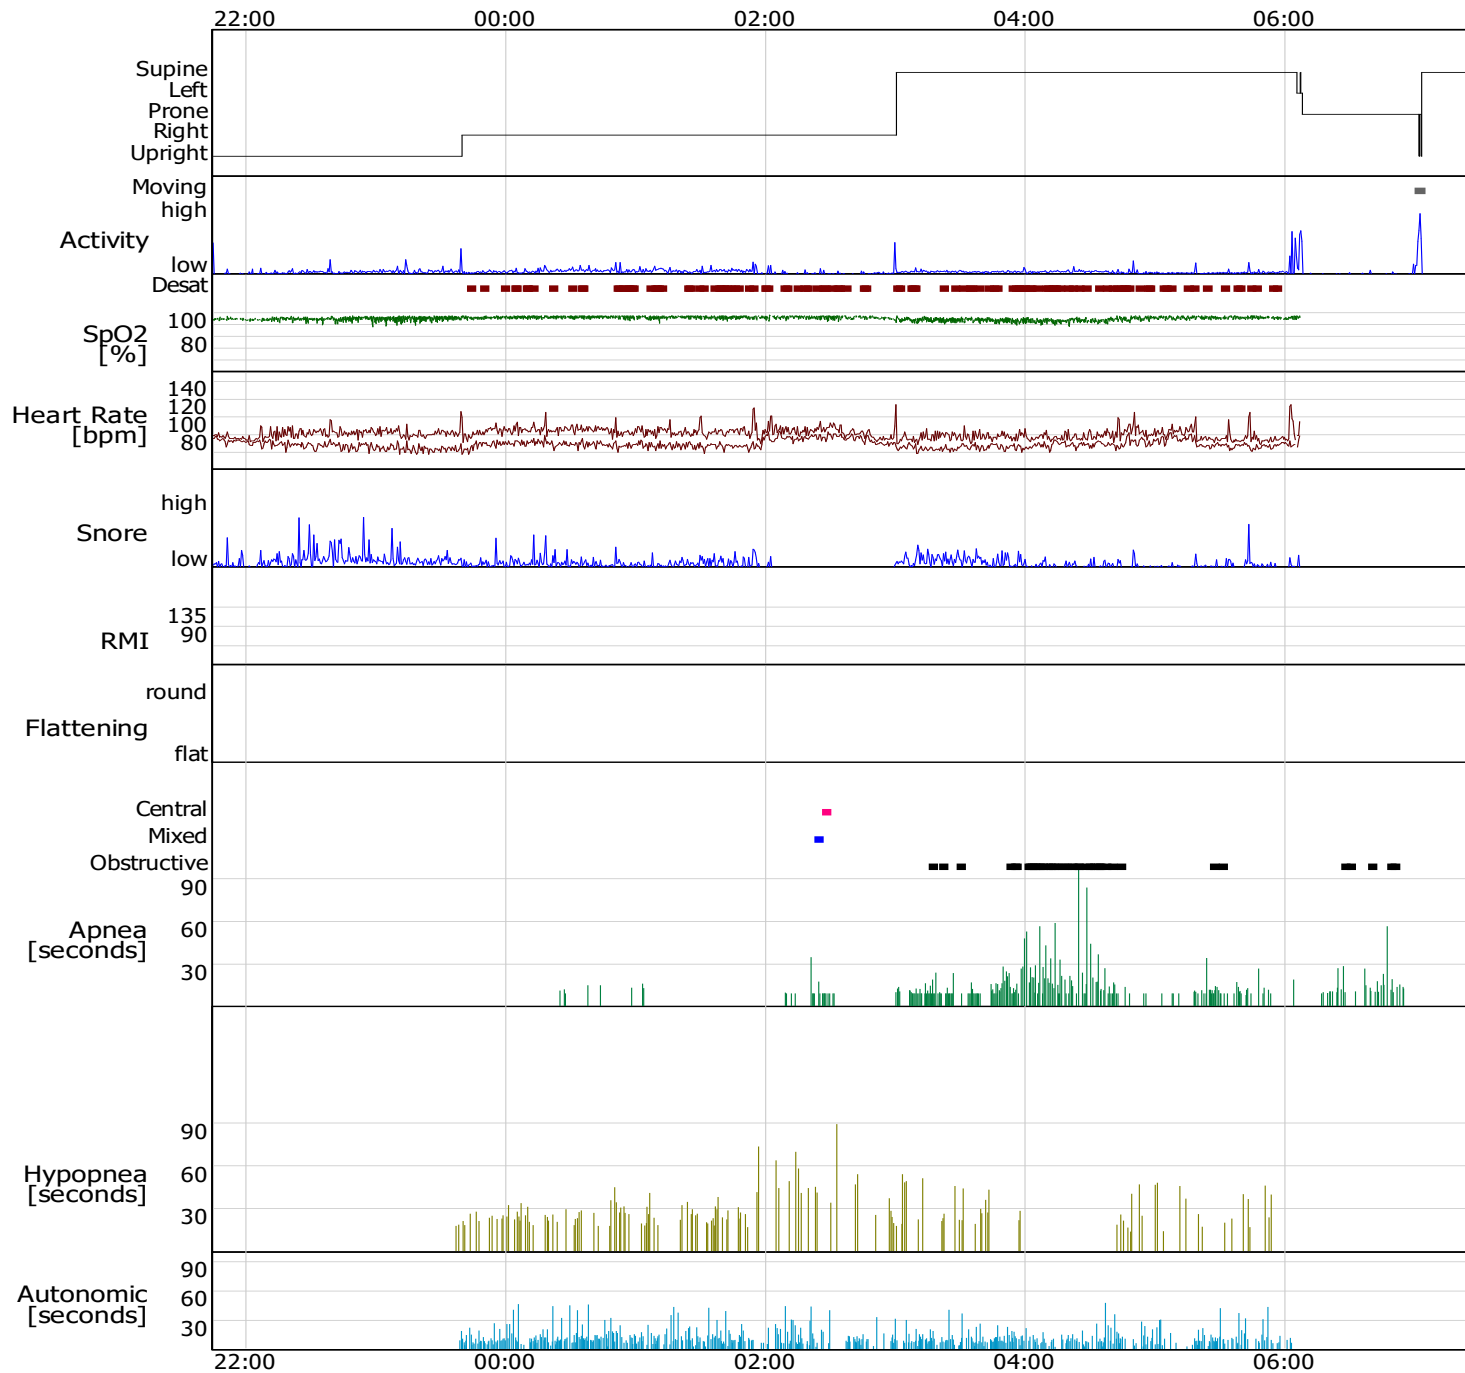 22:00 00:00 02:00 04:00 06:00
Supine
Left
Prone
Right
Upright
Moving
high
Activity
low
Desat
100
SpO2
80
[%]
140
120
Heart Rate
100
[bpm]
80
high
Snore
low
135
90
RMI
round
Flattening
flat
Central
Mixed
Obstructive
90
Apnea
60
[seconds]
30
90
Hypopnea
60
[seconds]
30
90
Autonomic
60
[seconds]
30
22:00 00:00 02:00 04:00 06:00